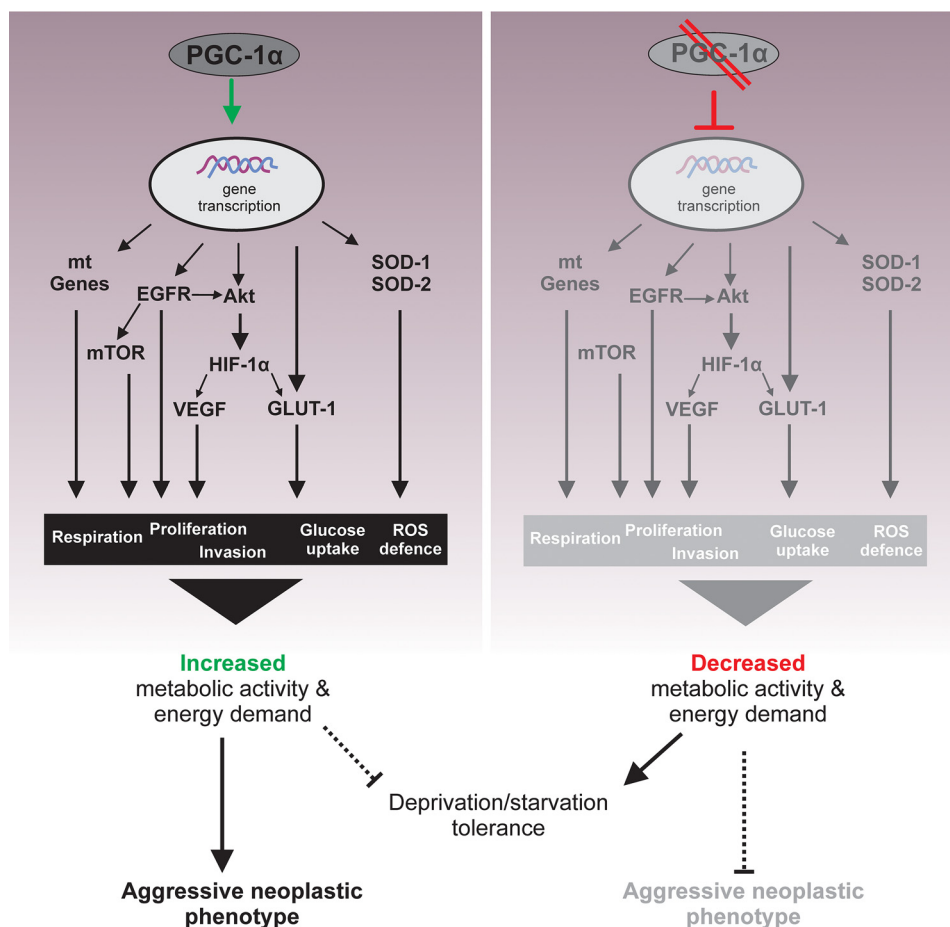 PGC-1α
gene
transcription
mt
Genes
EGFR
Akt
SOD-1
SOD-2
mTOR
HIF-1α
VEGF
GLUT-1
Respiration
Proliferation
Invasion
Glucose
uptake
ROS
defence
Increased
metabolic activity &
energy demand
Aggressive neoplastic
phenotype
Deprivation/starvation
tolerance
PGC-1α
gene
transcription
mt
Genes
EGFR
Akt
SOD-1
SOD-2
mTOR
HIF-1α
VEGF
GLUT-1
Respiration
Proliferation
Invasion
Glucose
uptake
ROS
defence
Decreased
metabolic activity &
energy demand
Aggressive neoplastic
phenotype